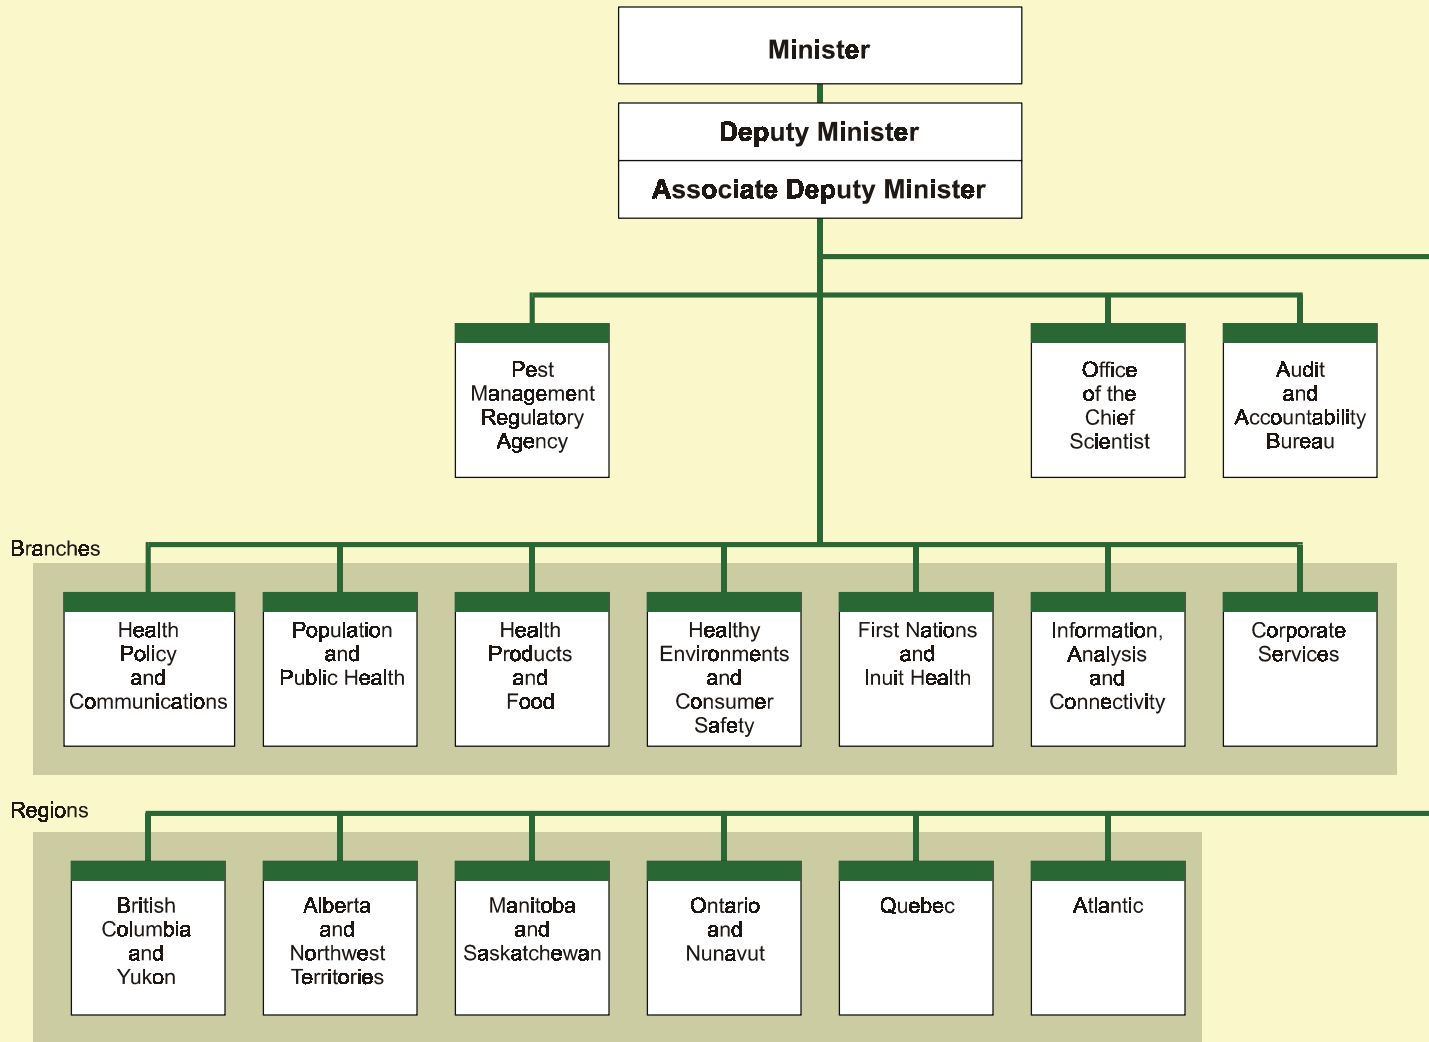 Minister
Deputy Minister
Associate Deputy Minister
Pest
Management
Regulatory
Agency
Office
of the
Chief
Scientist
Audit
and
Accountability
Bureau
Branches
Health
Policy
and
Communications
Population
and
Public Health
Health
Products
and
Food
Healthy
Environments
and
Consumer
Safety
First Nations
and
Inuit Health
Information,
Analysis
and
Connectivity
Corporate
Services
Regions
British
Columbia
and
Yukon
Alberta
and
Northwest
Territories
Manitoba
and
Saskatchewan
Ontario
and
Nunavut
Quebec
Atlantic